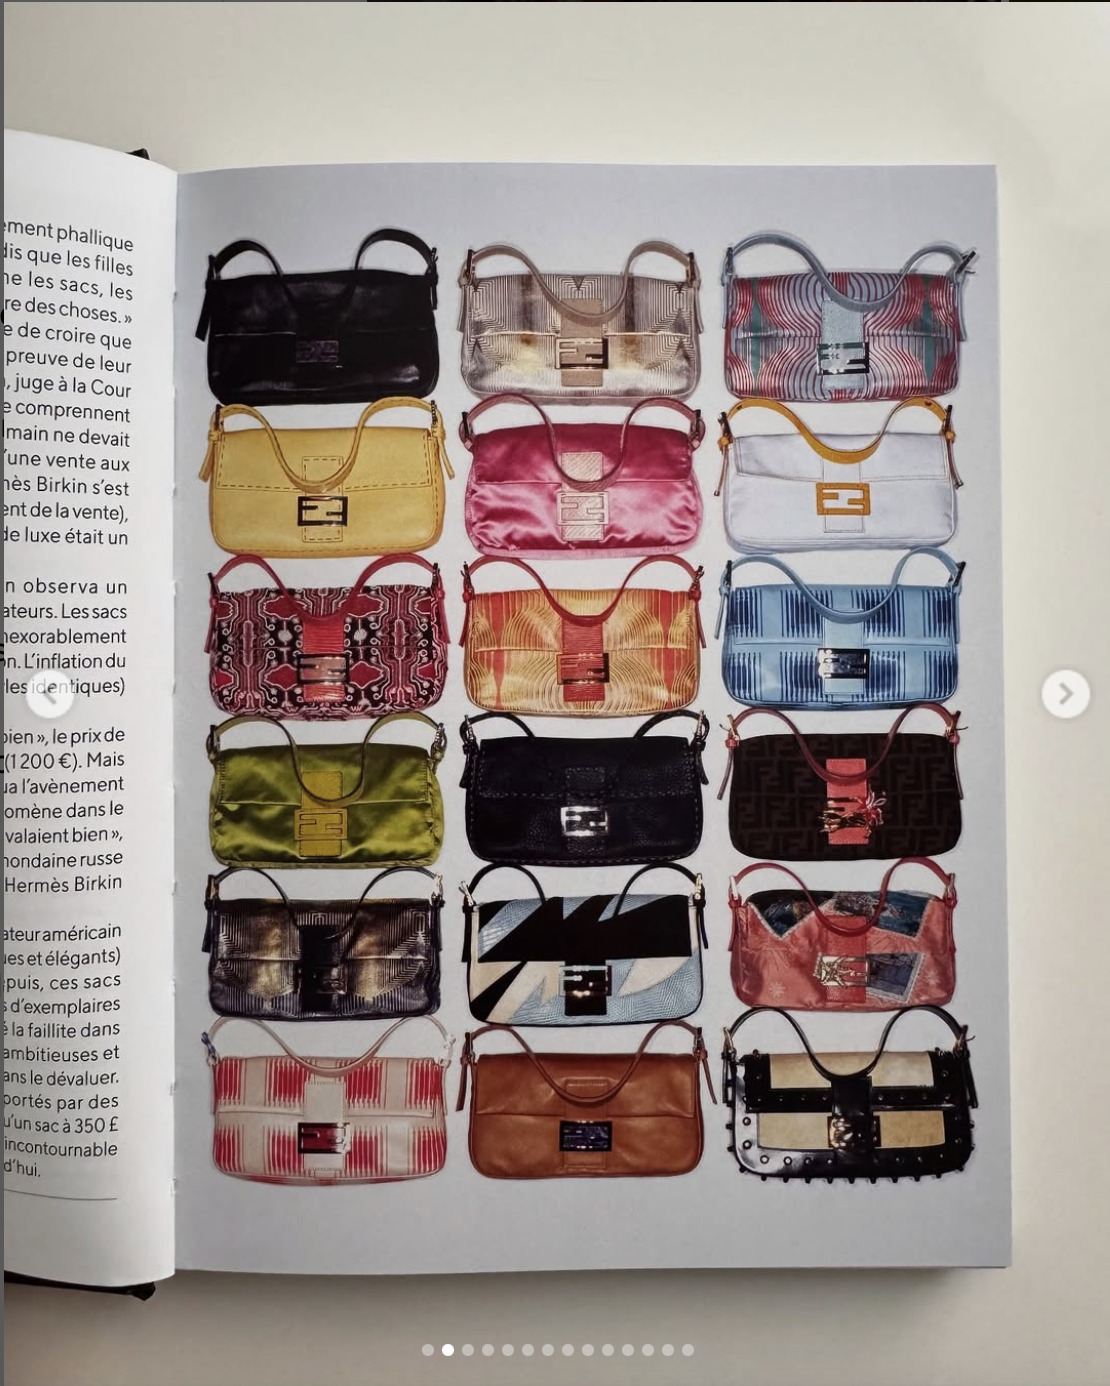 ement phallique
dis que les filles
ne les sacs, les
re des choses. »
e de croire que
preuve de leur
, juge à la Cour
e comprennent
main ne devait
'une vente aux
nès Birkin s'est
ent de la vente),
de luxe était un
n observa un
ateurs. Les sacs
nexorablement
n. L'inflation du
les identiques)
bien », le prix de
(1 200 €). Mais
ua l'avènement
omène dans le
valaient bien »,
mondaine russe
Hermès Birkin
ateur américain
ues et élégants)
puis, ces sacs
s d'exemplaires
é la faillite dans
ambitieuses et
ans le dévaluer.
portés par des
u'un sac à 350 £
incontournable
d'hui.